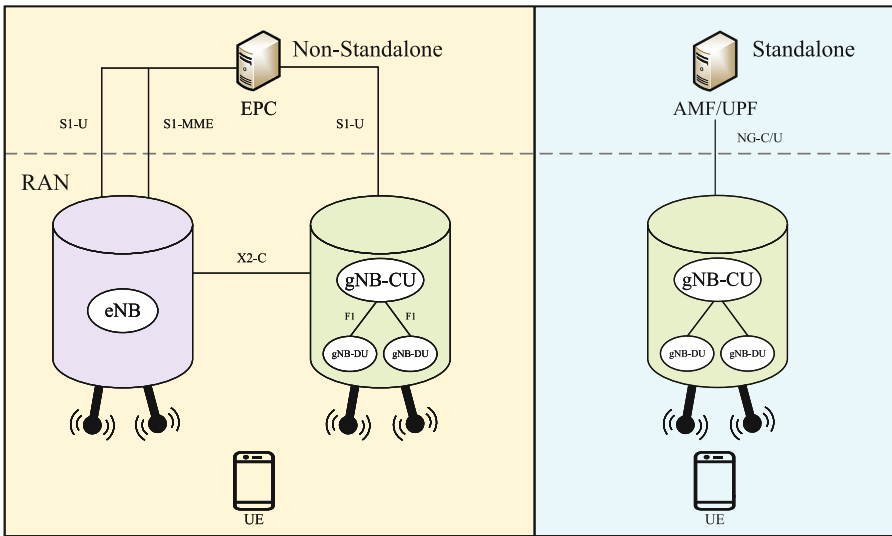 Non-Standalone
EPC
S1-U
S1-MME
S1-U
RAN
X2-C
eNB
gNB-CU
F1
F1
gNB-DU
gNB-DU
UE
Standalone
AMF/UPF
NG-C/U
gNB-CU
gNB-DU
gNB-DU
UE